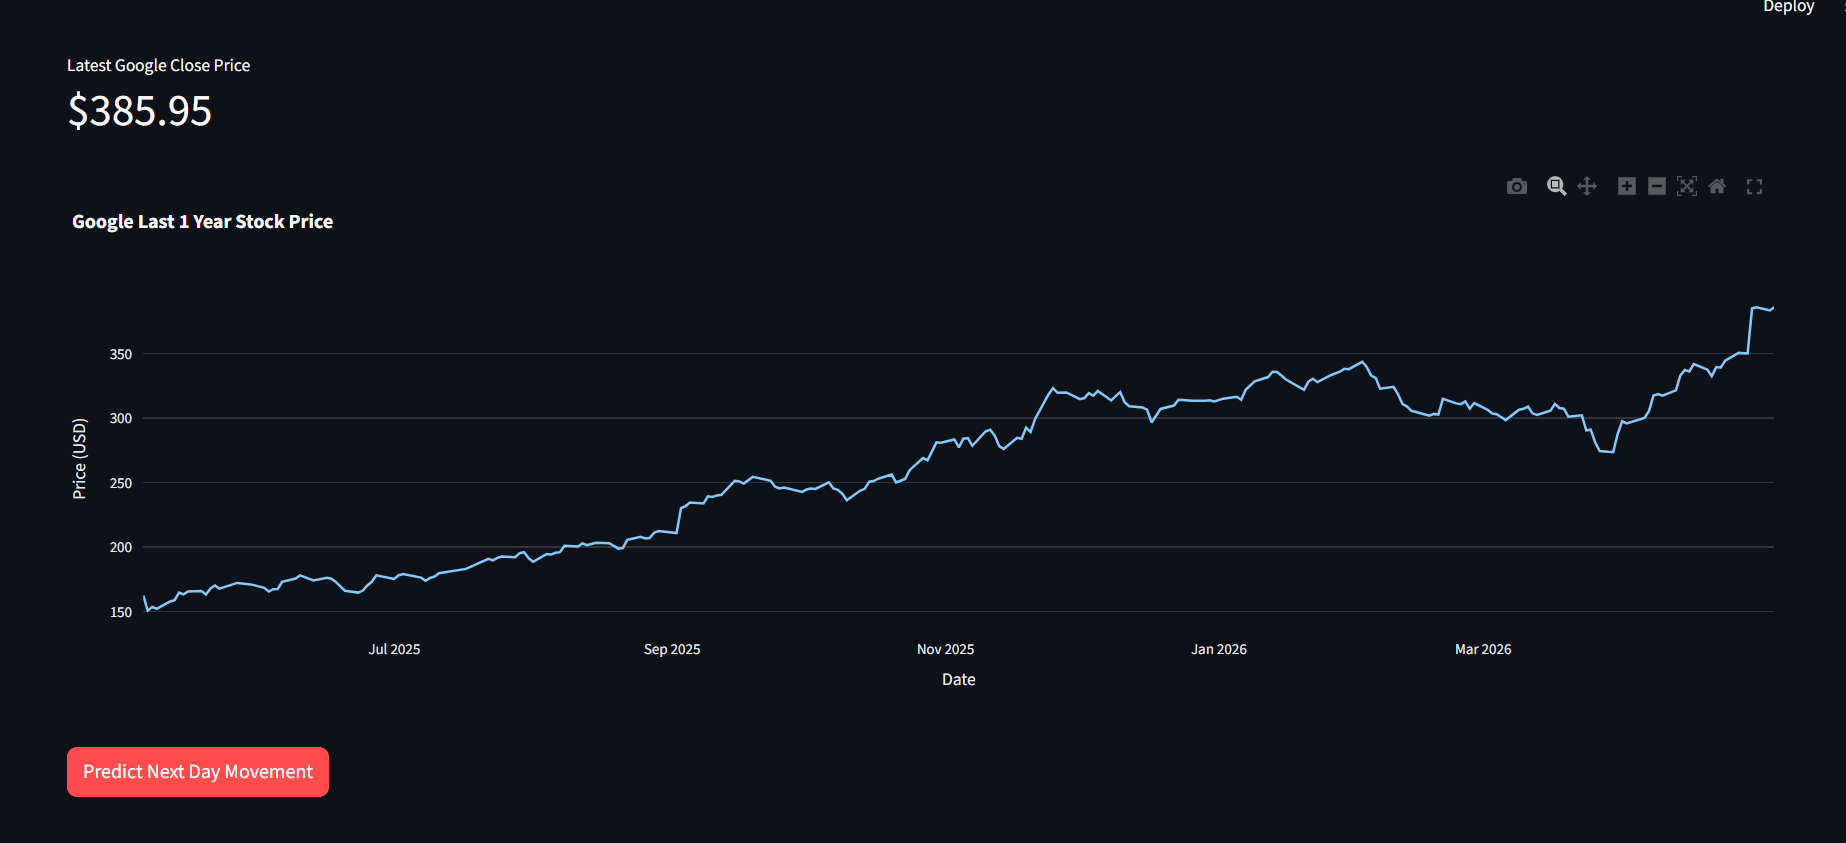 Deploy
Latest Google Close Price
$385.95
Google Last 1 Year Stock Price
350
300
250
200
150
Price (USD)
Jul 2025
Sep 2025
Nov 2025
Jan 2026
Mar 2026
Date
Predict Next Day Movement